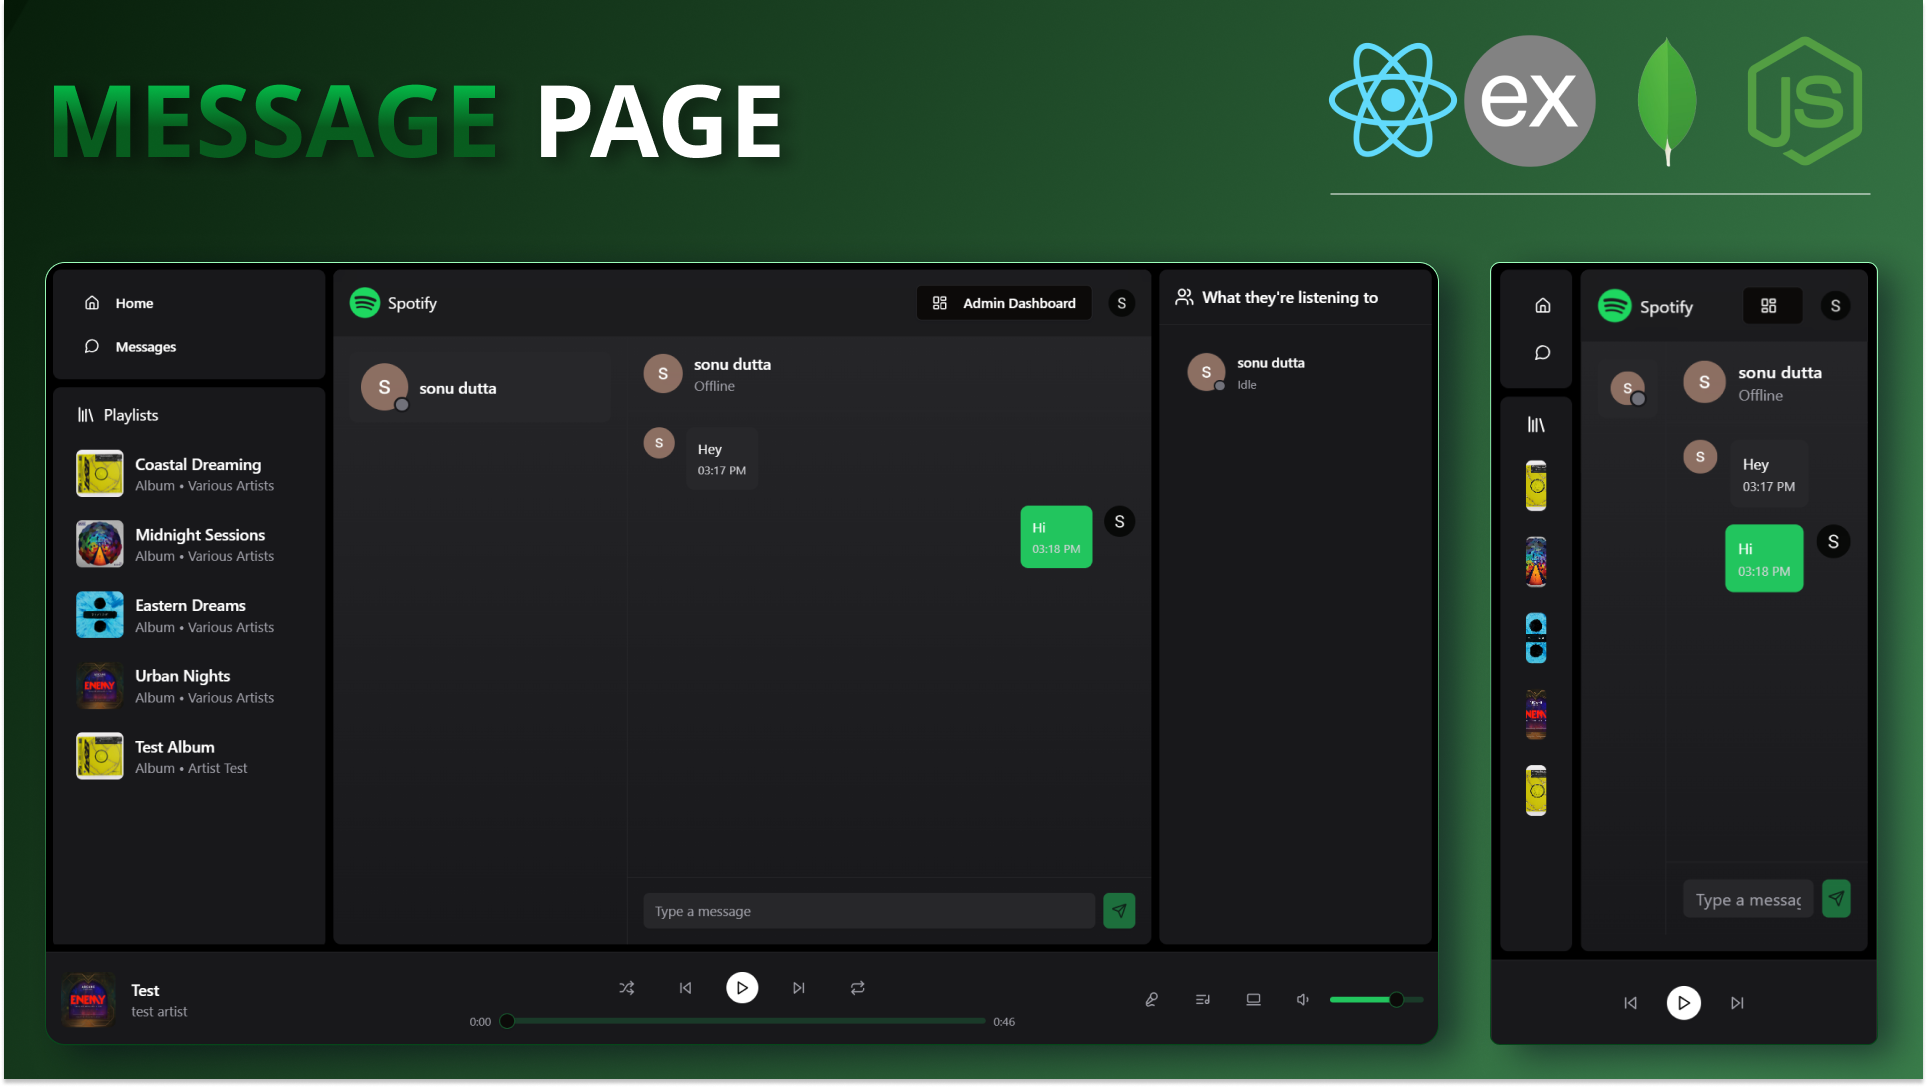 MESSAGE PAGE
ex
JS
Home
Messages
Playlists
Coastal Dreaming
Album • Various Artists
Midnight Sessions
Album • Various Artists
Eastern Dreams
Album • Various Artists
Urban Nights
Album • Various Artists
Test Album
Album • Artist Test
Spotify
Admin Dashboard
S
S
sonu dutta
S
sonu dutta
Offline
S
Hey
03:17 PM
Hi
03:18 PM
S
Type a message
What they're listening to
S
sonu dutta
Idle
ENEMY
Test
test artist
0:00
0:46
ENEMY
Spotify
S
S
S
sonu dutta
Offline
S
Hey
03:17 PM
Hi
03:18 PM
S
Type a messag